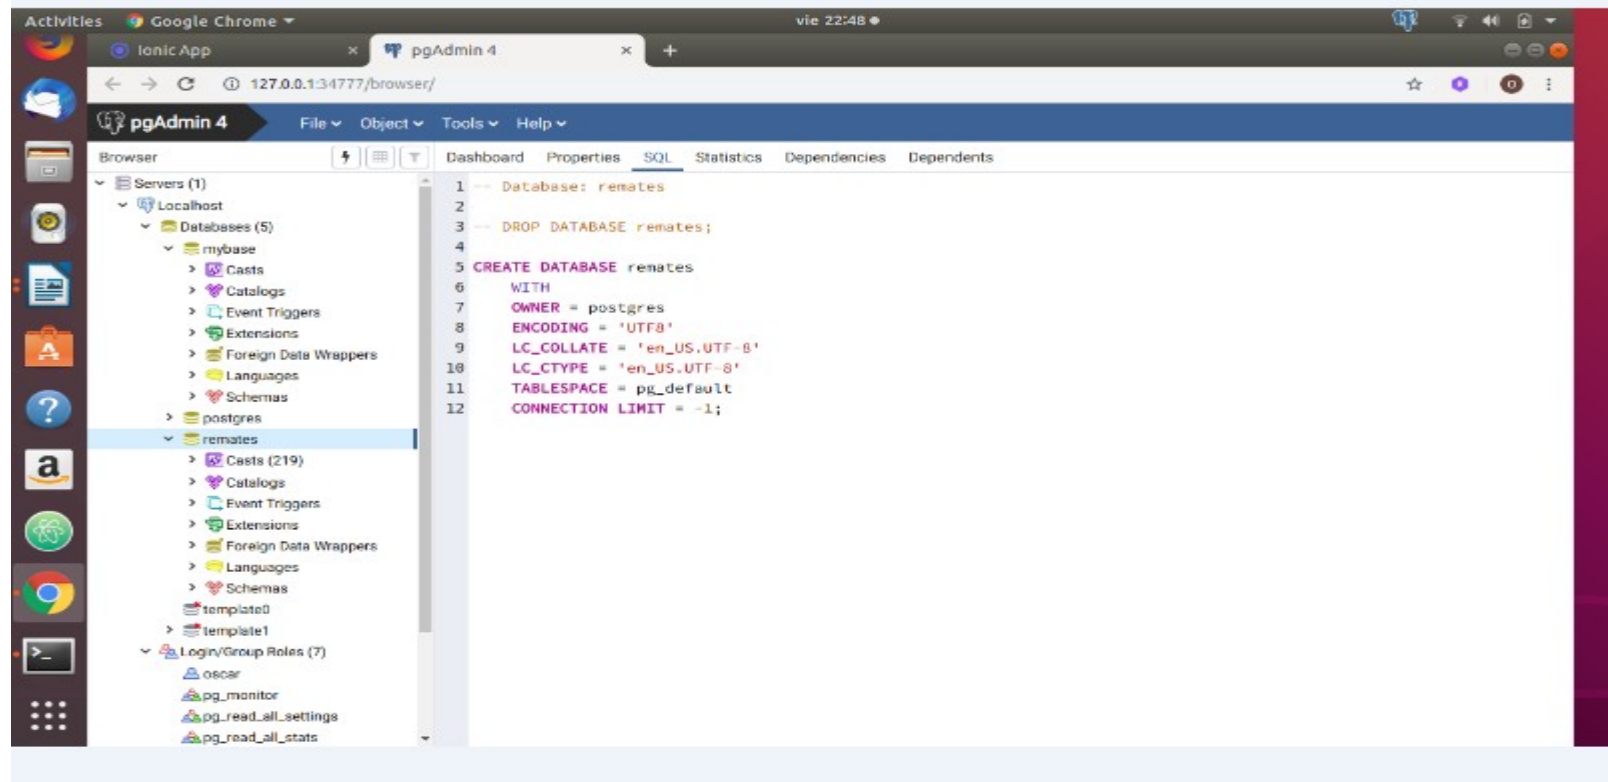 Activities Google Chrome vie 22:48
Ionic App pgAdmin 4
127.0.0.1:34777/browser/
pgAdmin 4 File Object Tools Help
Browser Dashboard Properties SQL Statistics Dependencies Dependents
Servers (1)
Localhost
Databases (5)
mybase
Casts
Catalogs
Event Triggers
Extensions
Foreign Data Wrappers
Languages
Schemas
postgres
remates
Casts (219)
Catalogs
Event Triggers
Extensions
Foreign Data Wrappers
Languages
Schemas
template0
template1
Login/Group Roles (7)
oscar
pg_monitor
pg_read_all_settings
pg_read_all_stats
1 -- Database: remates
2
3 -- DROP DATABASE remates;
4
5 CREATE DATABASE remates
6 WITH
7 OWNER = postgres
8 ENCODING = 'UTF8'
9 LC_COLLATE = 'en_US.UTF-8'
10 LC_CTYPE = 'en_US.UTF-8'
11 TABLESPACE = pg_default
12 CONNECTION LIMIT = -1;